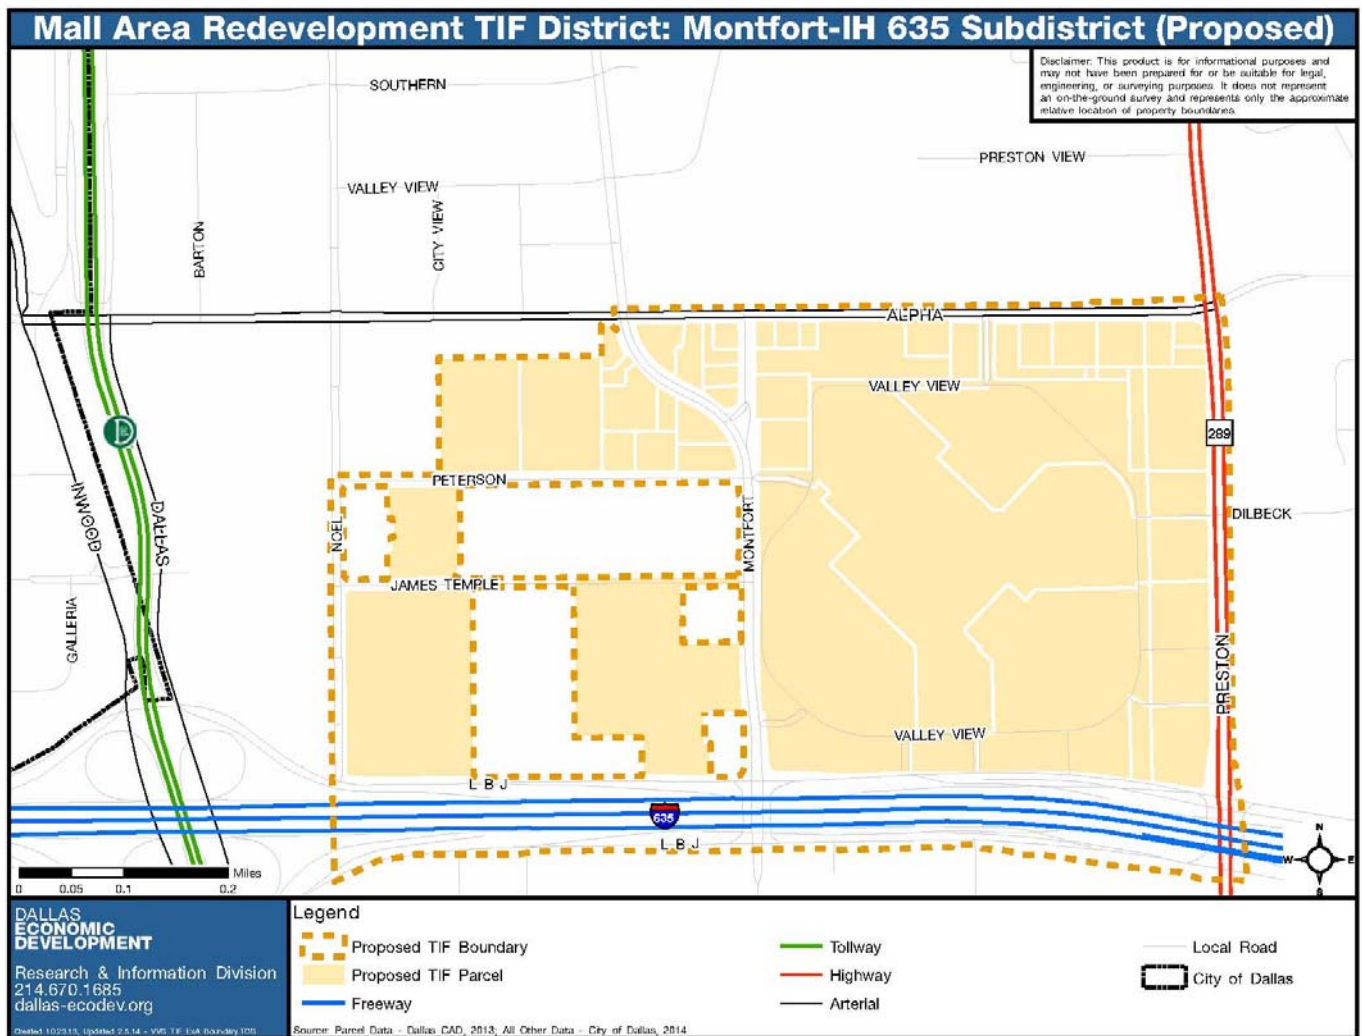 Mall Area Redevelopment TIF District: Montfort-IH 635 Subdistrict (Proposed)
Disclaimer: This product is for informational purposes and
may not have been prepared for or be suitable for legal,
engineering, or surveying purposes. It does not represent
an on-the-ground survey and represents only the approximate
relative location of property boundaries.
SOUTHERN
PRESTON VIEW
VALLEY VIEW
BARTON
CITY VIEW
ALPHA
VALLEY VIEW
289
PETERSON
INWOOD
DALLAS
NOEL
MONTFORT
DILBECK
JAMES TEMPLE
GALLERIA
PRESTON
VALLEY VIEW
L B J
635
L B J
N
W E
S
Miles
0 0.05 0.1 0.2
DALLAS
ECONOMIC
DEVELOPMENT
Research & Information Division
214.670.1685
dallas-ecodev.org
Legend
Proposed TIF Boundary
Proposed TIF Parcel
Freeway
Tollway
Highway
Arterial
Local Road
City of Dallas
Source: Parcel Data - Dallas CAD, 2013; All Other Data - City of Dallas, 2014